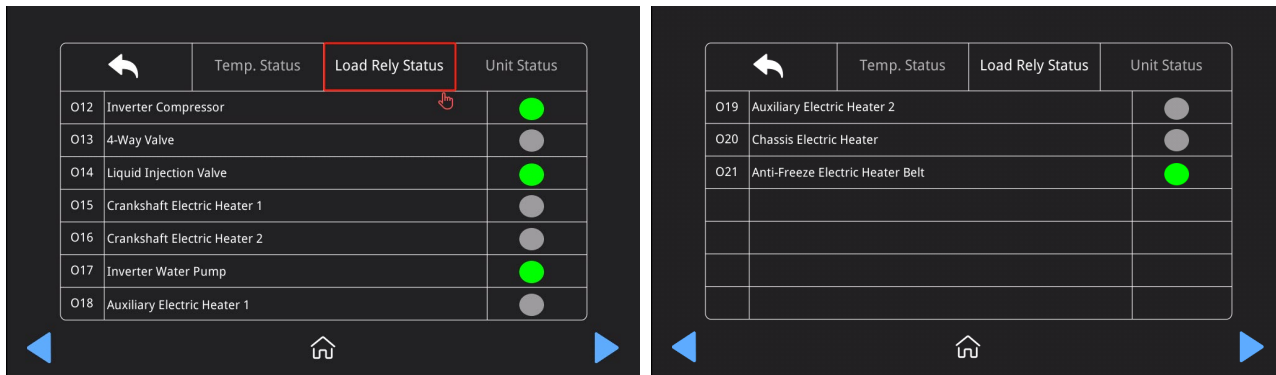 Temp. Status Load Rely Status Unit Status
O12 Inverter Compressor
O13 4-Way Valve
O14 Liquid Injection Valve
O15 Crankshaft Electric Heater 1
O16 Crankshaft Electric Heater 2
O17 Inverter Water Pump
O18 Auxiliary Electric Heater 1
Temp. Status Load Rely Status Unit Status
O19 Auxiliary Electric Heater 2
O20 Chassis Electric Heater
O21 Anti-Freeze Electric Heater Belt